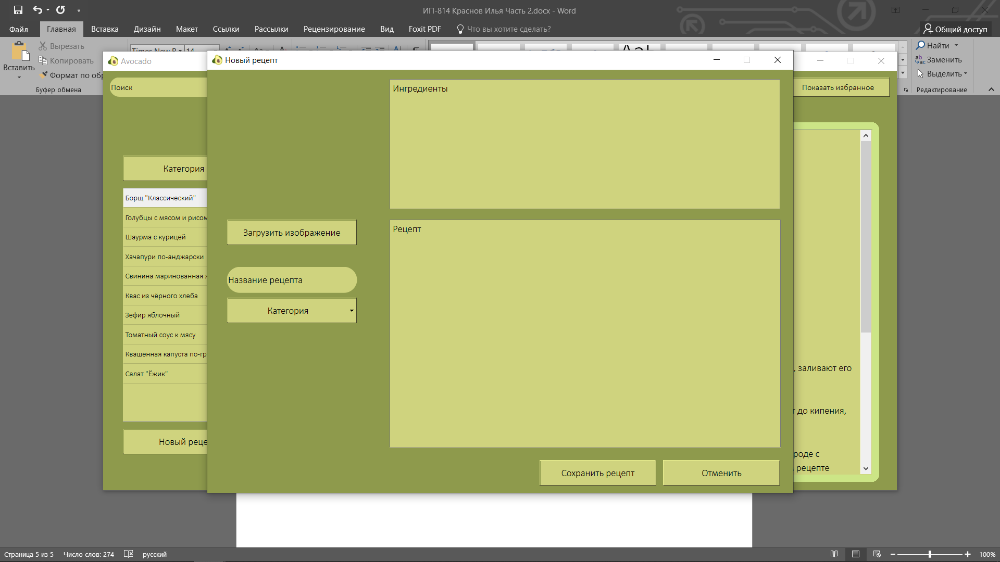 ИП-814 Краснов Илья Часть 2.docx - Word
Файл
Главная
Вставка
Дизайн
Макет
Ссылки
Рассылки
Рецензирование
Вид
Foxit PDF
Что вы хотите сделать?
Общий доступ
Вставить
Вырезать
Копировать
Формат по об
Буфер обмена
Найти
Заменить
Выделить
Редактирование
Avocado
Поиск
Показать избранное
Категория
Борщ "Классический"
Голубцы с мясом и рисом
Шаурма с курицей
Хачапури по-анджарски
Свинина маринованная
Квас из чёрного хлеба
Зефир яблочный
Томатный соус к мясу
Квашенная капуста по-гр
Салат "Ёжик"
Новый реце
Новый рецепт
Загрузить изображение
Название рецепта
Категория
Ингредиенты
Рецепт
Сохранить рецепт
Отменить
, заливают его
до кипения,
роде с
рецепте
Страница 5 из 5
Число слов: 274
русский
100%